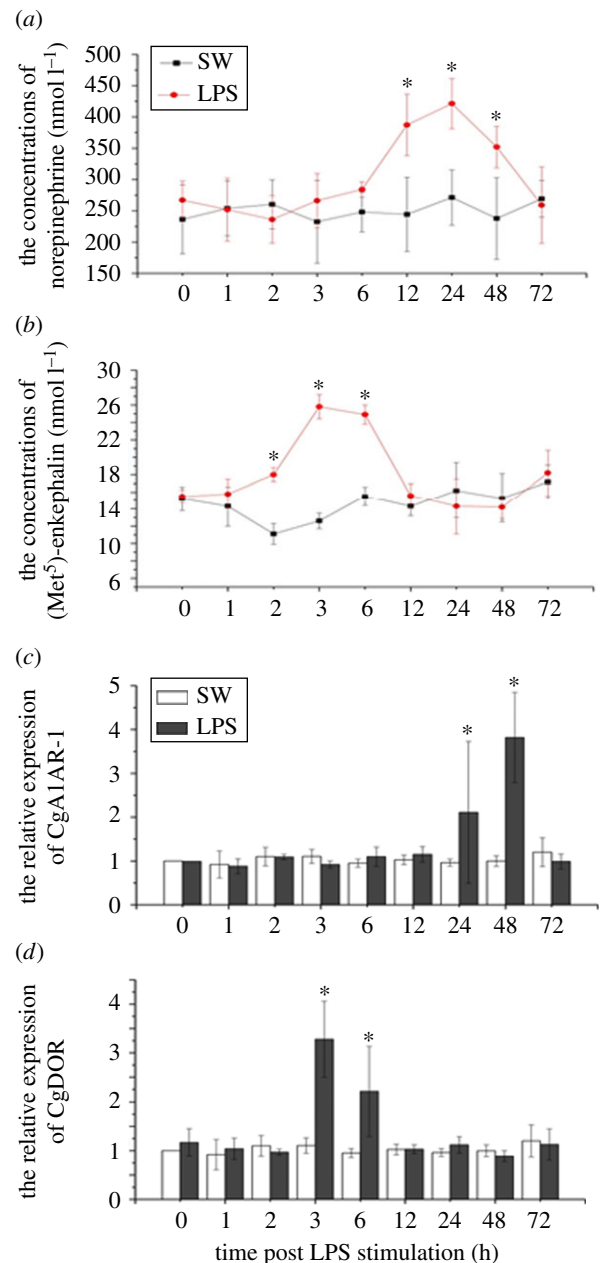 (a)
the concentrations of
norepinephrine (nmol l⁻¹)
500
450
400
350
300
250
200
150
SW
LPS
* * *
0 1 2 3 6 12 24 48 72
(b)
the concentrations of
(Met⁵)-enkephalin (nmol l⁻¹)
30
26
22
18
14
10
6
* * *
0 1 2 3 6 12 24 48 72
(c)
the relative expression
of CgA1AR-1
5
4
3
2
1
0
SW
LPS
* *
0 1 2 3 6 12 24 48 72
(d)
the relative expression
of CgDOR
4
3
2
1
0
* *
0 1 2 3 6 12 24 48 72
time post LPS stimulation (h)